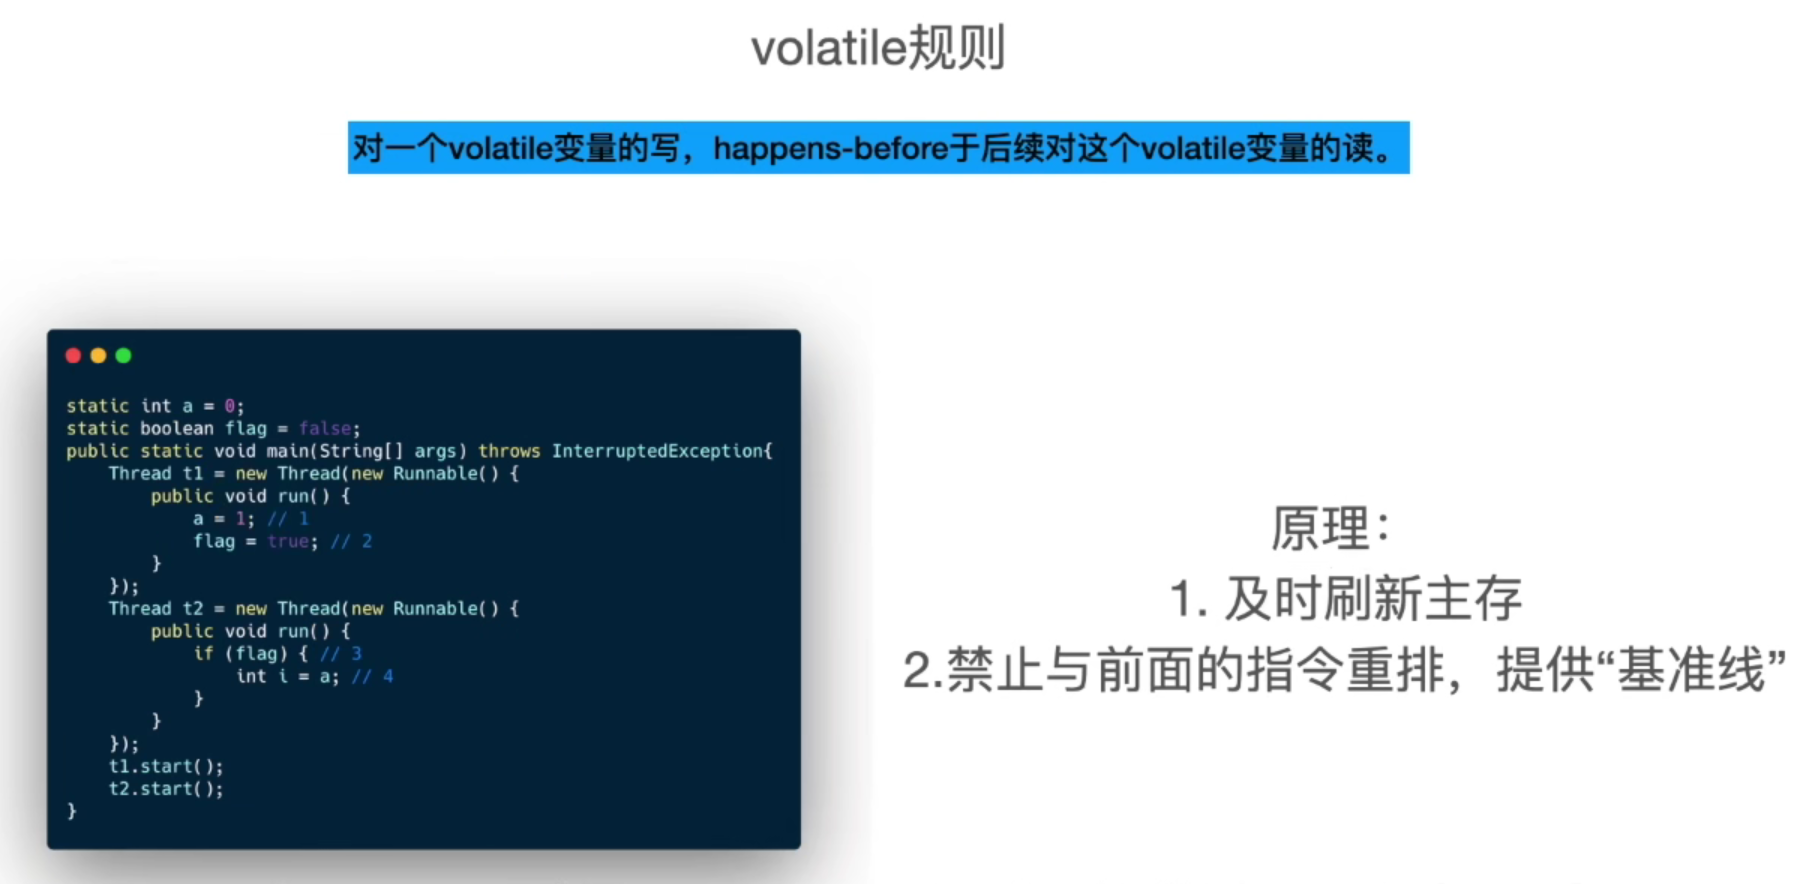 volatile规则
对一个volatile变量的写，happens-before于后续对这个volatile变量的读。
static int a = 0;
static boolean flag = false;
public static void main(String[] args) throws InterruptedException{
    Thread t1 = new Thread(new Runnable() {
        public void run() {
            a = 1; // 1
            flag = true; // 2
        }
    });
    Thread t2 = new Thread(new Runnable() {
        public void run() {
            if (flag) { // 3
                int i = a; // 4
            }
        }
    });
    t1.start();
    t2.start();
}
原理：
1. 及时刷新主存
2.禁止与前面的指令重排，提供“基准线”